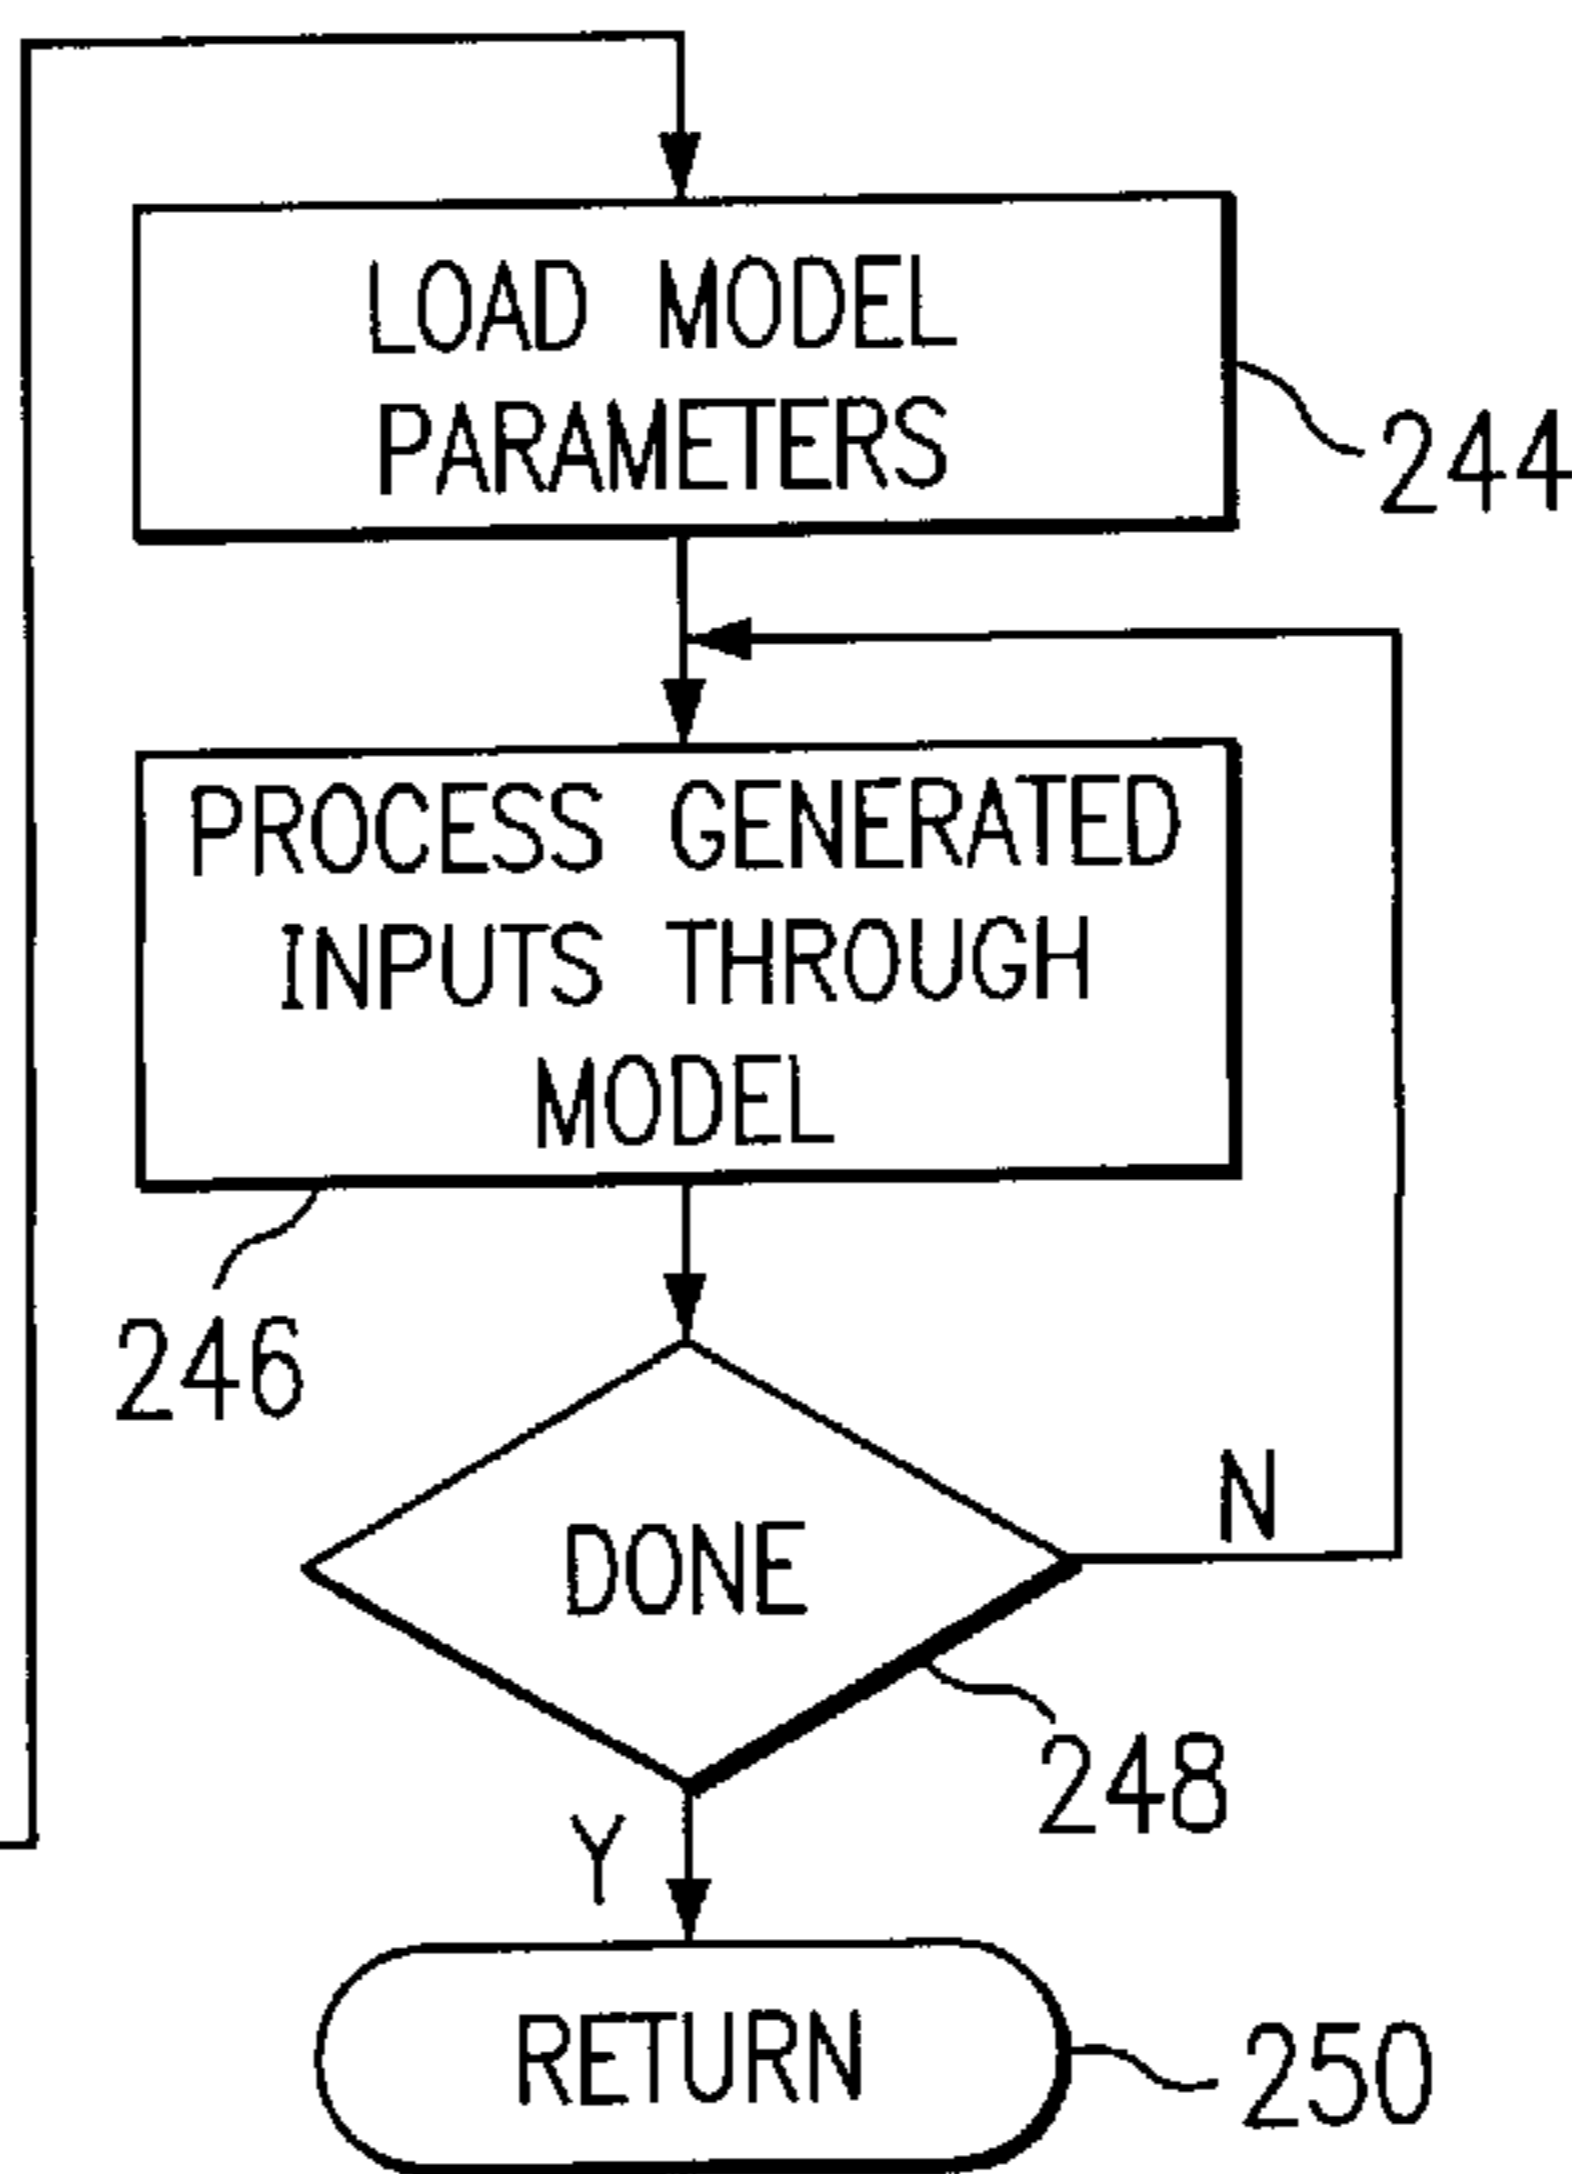 LOAD MODEL
PARAMETERS
244
PROCESS GENERATED
INPUTS THROUGH
MODEL
246
N
DONE
248
Y
RETURN
250